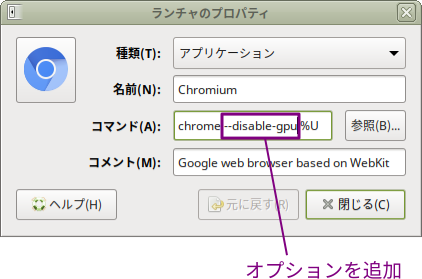 ランチャのプロパティ
種類(T): アプリケーション
名前(N): Chromium
コマンド(A): chrome --disable-gpu %U 参照(B)...
コメント(M): Google web browser based on WebKit
ヘルプ(H) 元に戻す(R) 閉じる(C)
オプションを追加